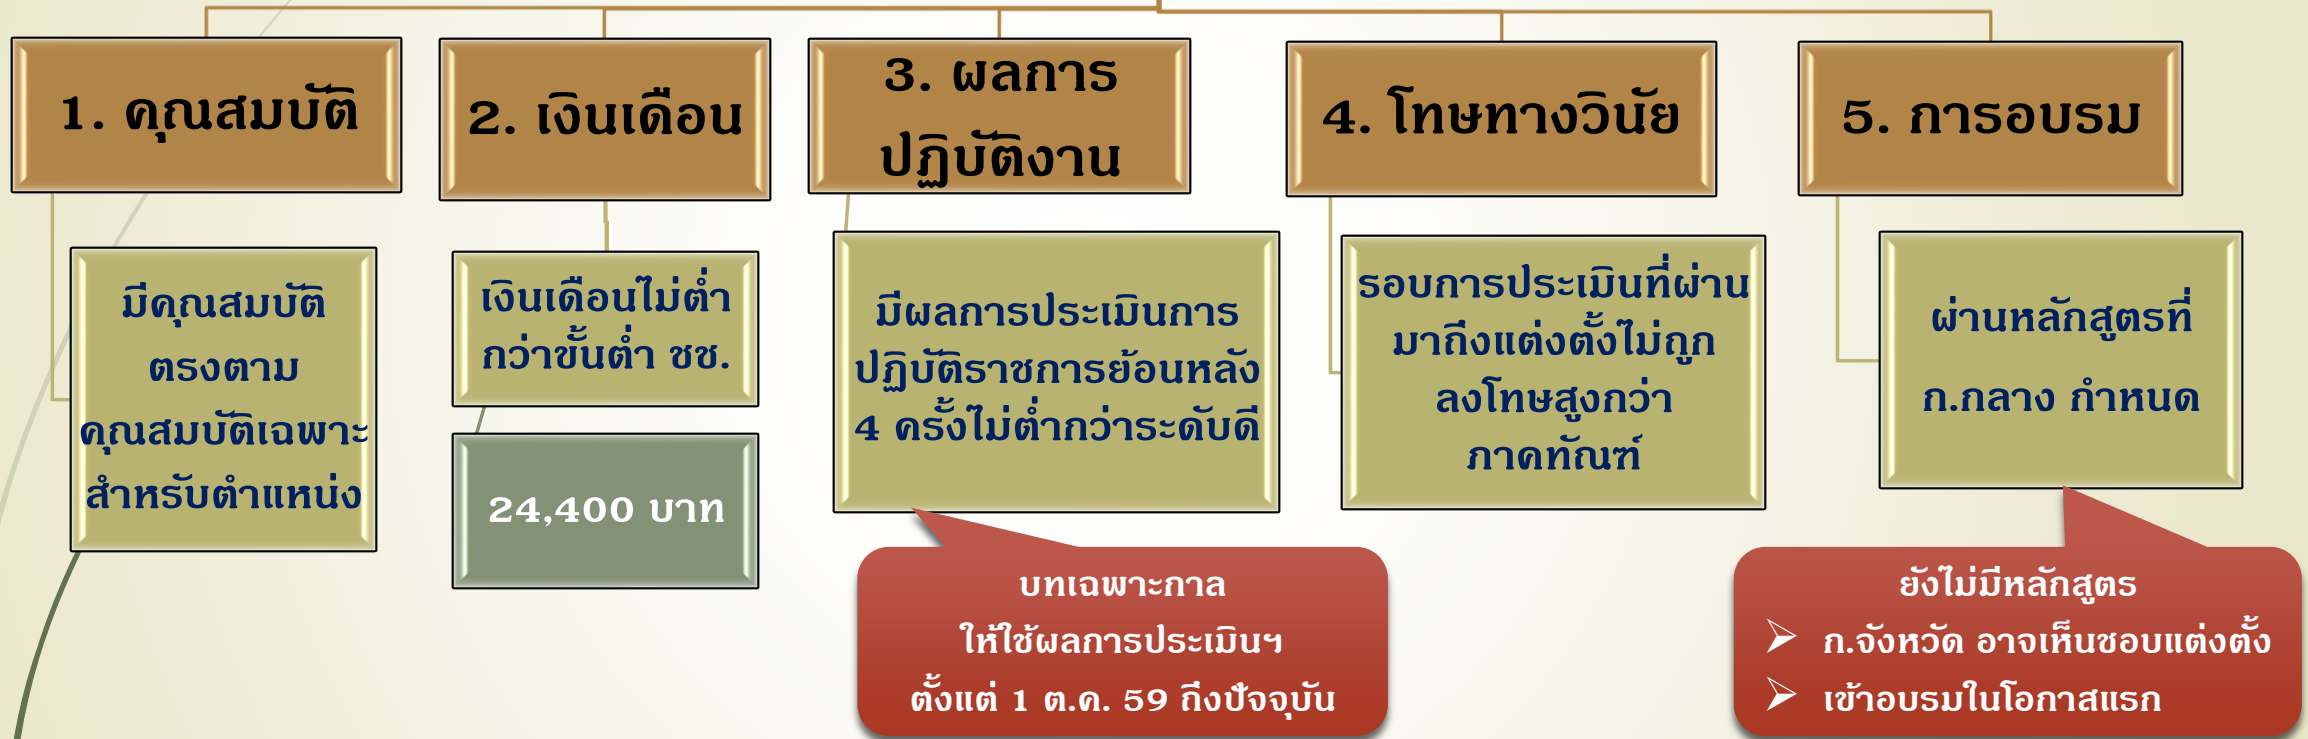 1. คุณสมบัติ
มีคุณสมบัติ
ตรงตาม
คุณสมบัติเฉพาะ
สำหรับตำแหน่ง
2. เงินเดือน
เงินเดือนไม่ต่ำ
กว่าขั้นต่ำ ชช.
24,400 บาท
3. ผลการ
ปฏิบัติงาน
มีผลการประเมินการ
ปฏิบัติราชการย้อนหลัง
4 ครั้งไม่ต่ำกว่าระดับดี
บทเฉพาะกาล
ให้ใช้ผลการประเมินฯ
ตั้งแต่ 1 ต.ค. 59 ถึงปัจจุบัน
4. โทษทางวินัย
รอบการประเมินที่ผ่าน
มาถึงแต่งตั้งไม่ถูก
ลงโทษสูงกว่า
ภาคทัณฑ์
5. การอบรม
ผ่านหลักสูตรที่
ก.กลาง กำหนด
ยังไม่มีหลักสูตร
➢ ก.จังหวัด อาจเห็นชอบแต่งตั้ง
➢ เข้าอบรมในโอกาสแรก